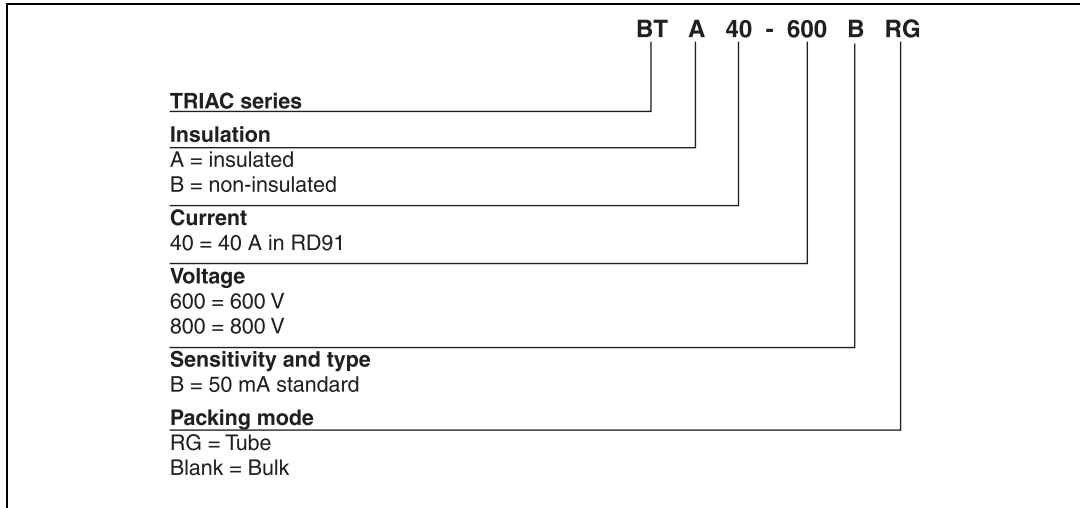 BT A 40 - 600 B RG
TRIAC series
Insulation
A = insulated
B = non-insulated
Current
40 = 40 A in RD91
Voltage
600 = 600 V
800 = 800 V
Sensitivity and type
B = 50 mA standard
Packing mode
RG = Tube
Blank = Bulk